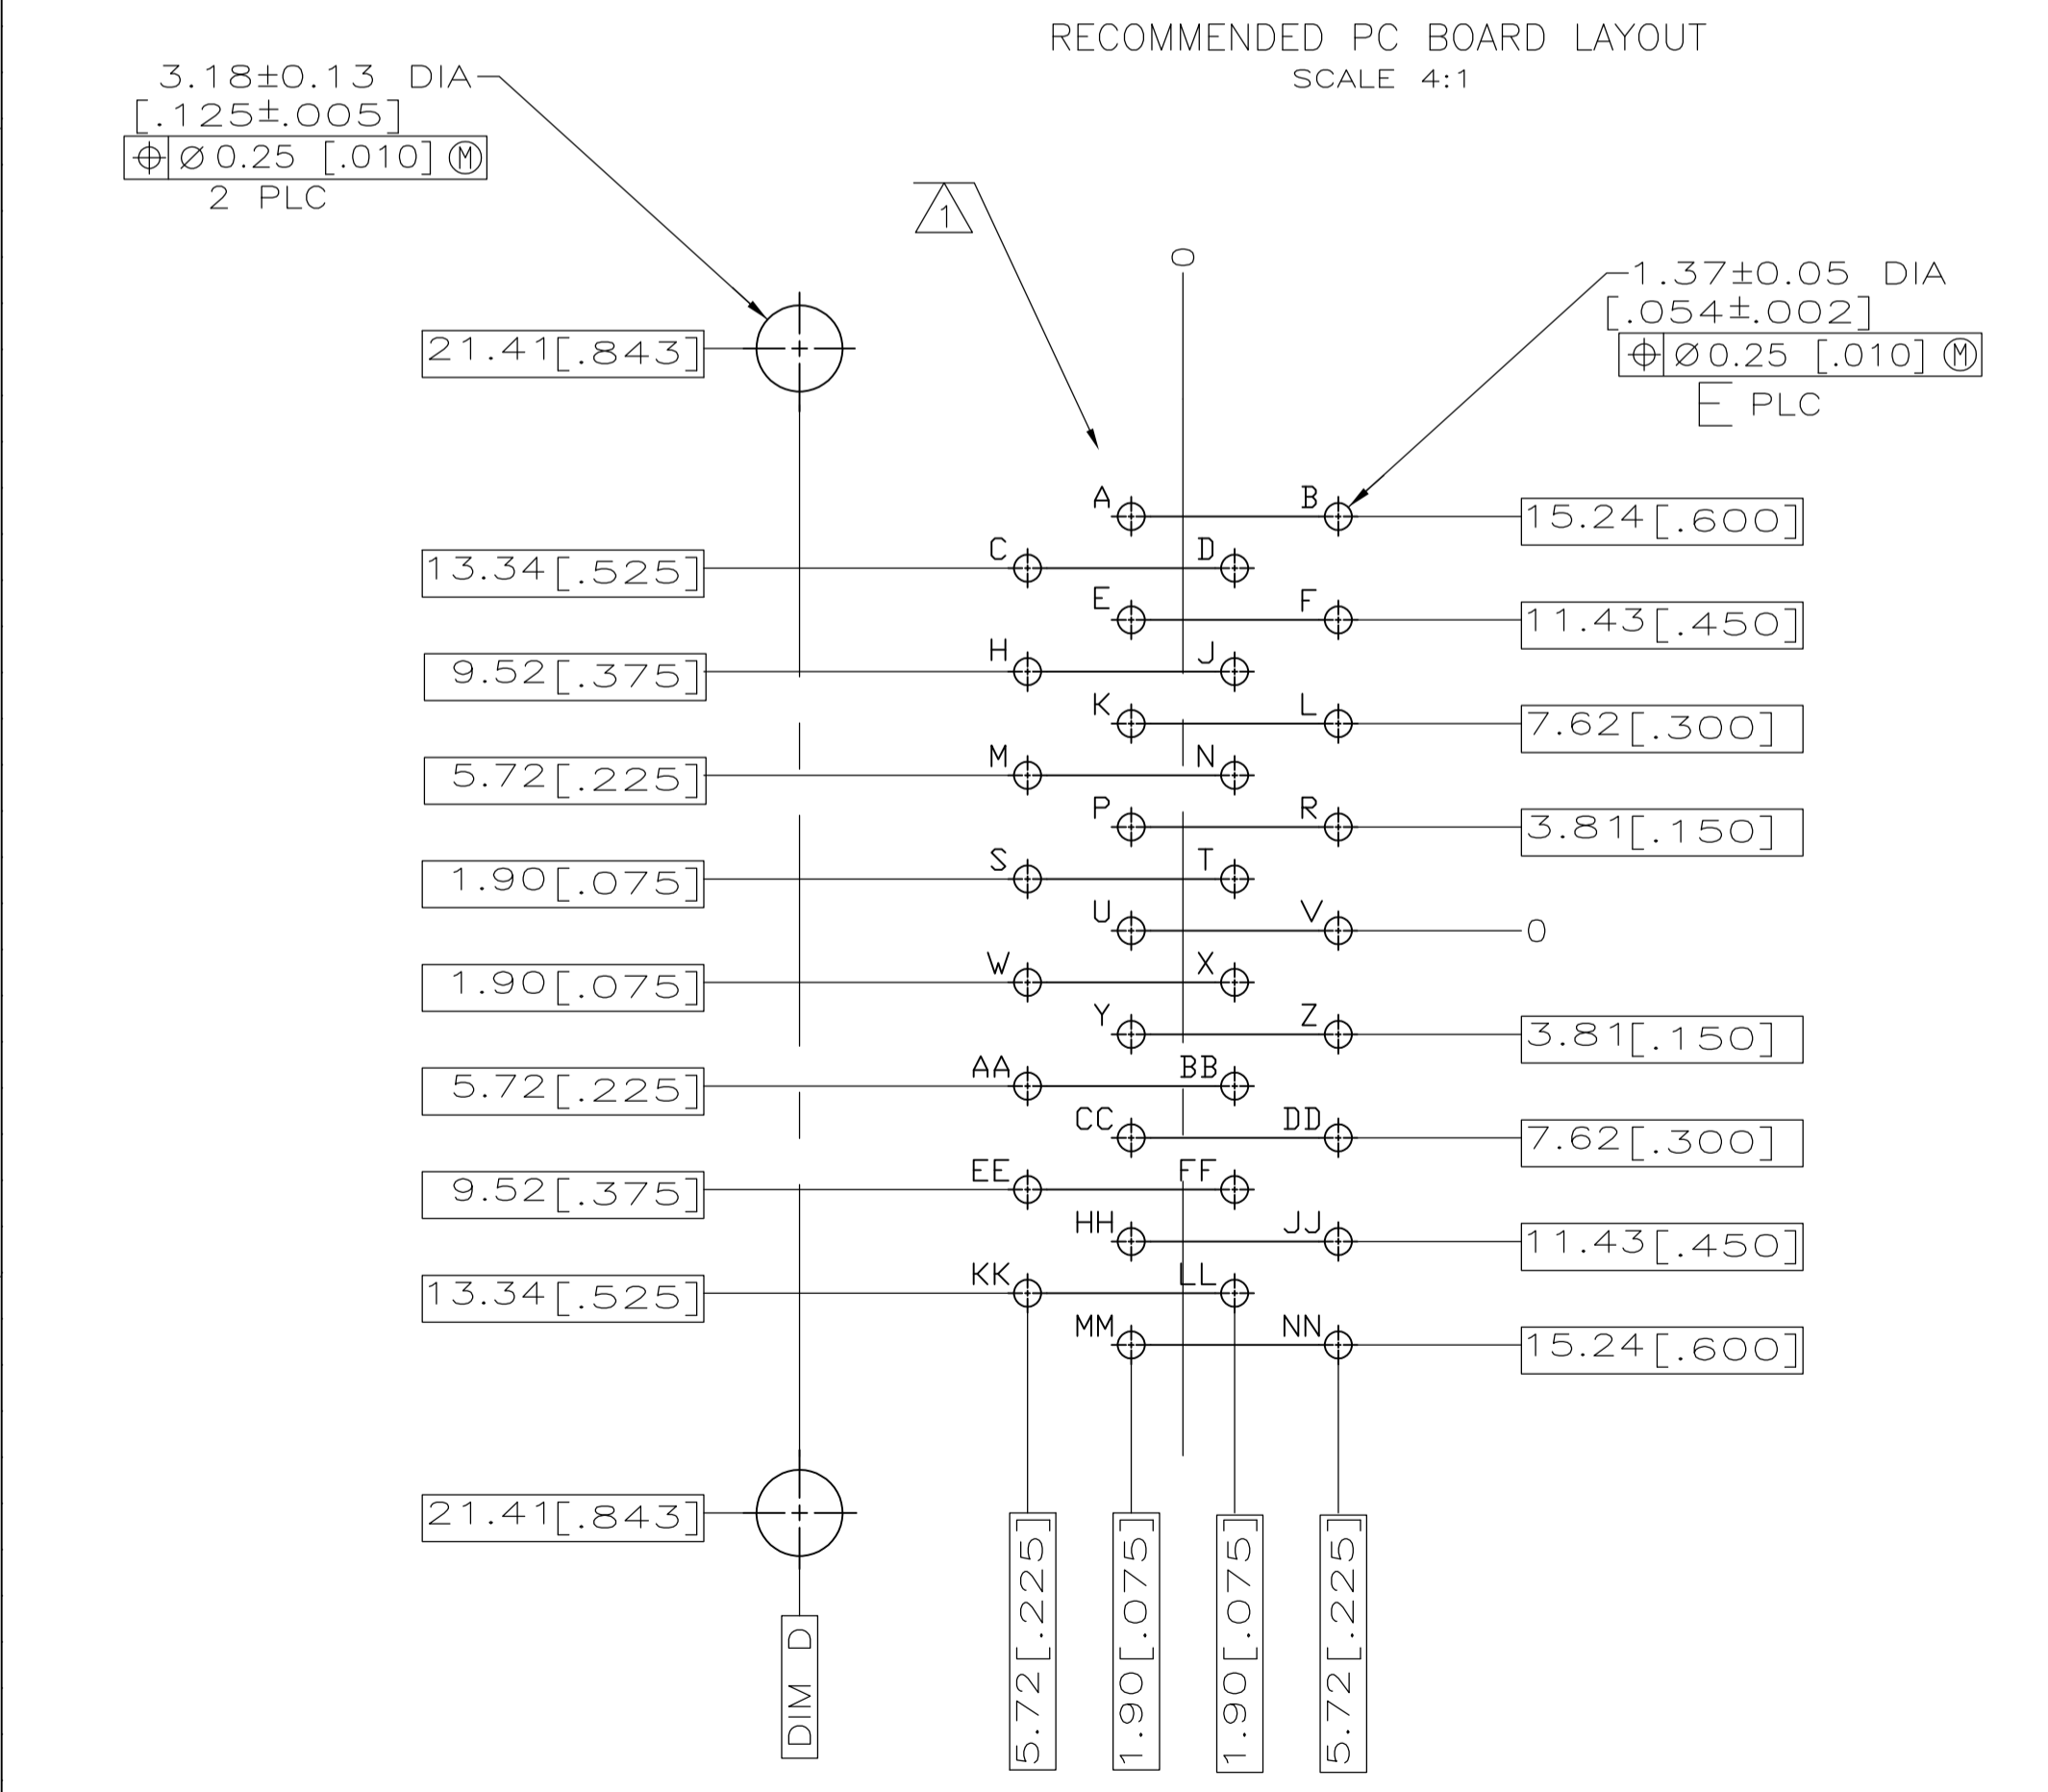 RECOMMENDED PC BOARD LAYOUT
SCALE 4:1
3.18±0.13 DIA
[.125±.005]
⌖ Ø 0.25 [.010] Ⓜ
2 PLC
1
0
1.37±0.05 DIA
[.054±.002]
⌖ Ø 0.25 [.010] Ⓜ
E PLC
21.41[.843]
A B 15.24[.600]
13.34[.525] C D
E F 11.43[.450]
9.52[.375] H J
K L 7.62[.300]
5.72[.225] M N
P R 3.81[.150]
1.90[.075] S T
U V 0
1.90[.075] W X
Y Z 3.81[.150]
5.72[.225] AA BB
CC DD 7.62[.300]
9.52[.375] EE FF
HH JJ 11.43[.450]
13.34[.525] KK LL
MM NN 15.24[.600]
21.41[.843]
DIM D
5.72[.225]
1.90[.075]
1.90[.075]
5.72[.225]